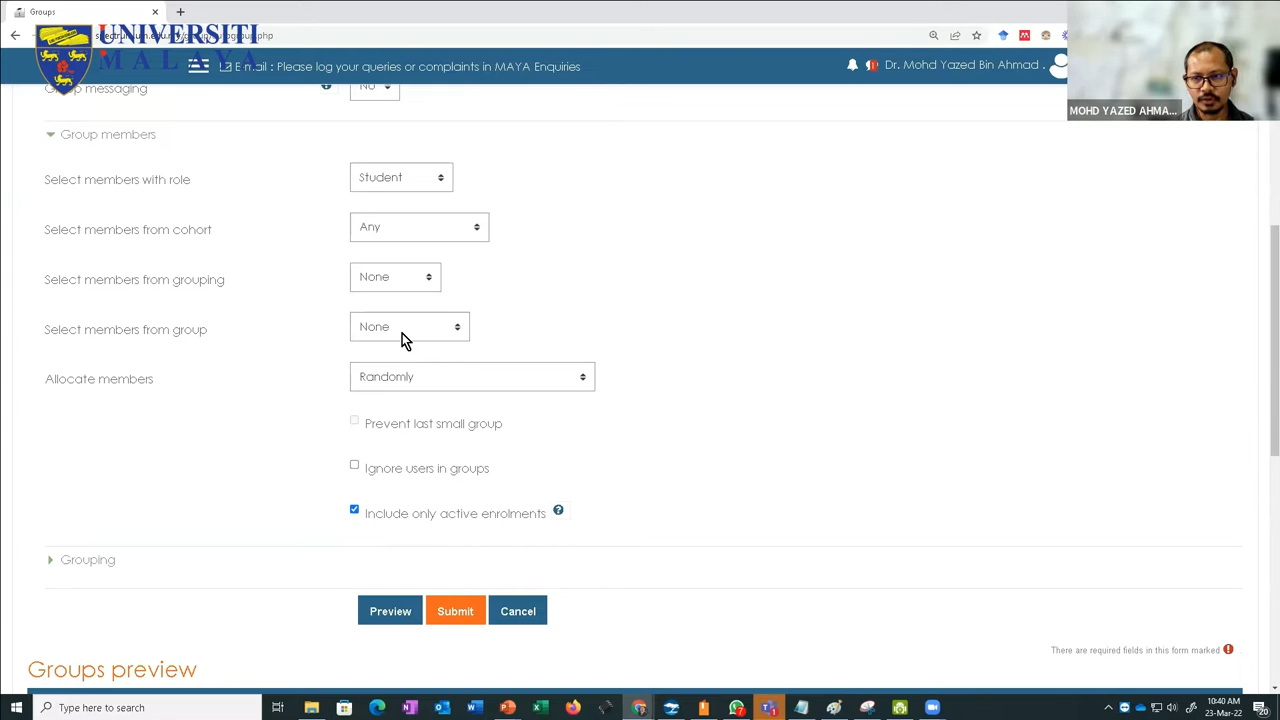 Groups
UNIVERSITI
MALAYA
E mail : Please log your queries or complaints in MAYA Enquiries
Dr. Mohd Yazed Bin Ahmad .
MOHD YAZED AHMA...
Group messaging
No
Group members
Select members with role
Student
Select members from cohort
Any
Select members from grouping
None
Select members from group
None
Allocate members
Randomly
Prevent last small group
Ignore users in groups
Include only active enrolments
Grouping
Preview
Submit
Cancel
There are required fields in this form marked
Groups preview
Type here to search
10:40 AM
23-Mar-22
20